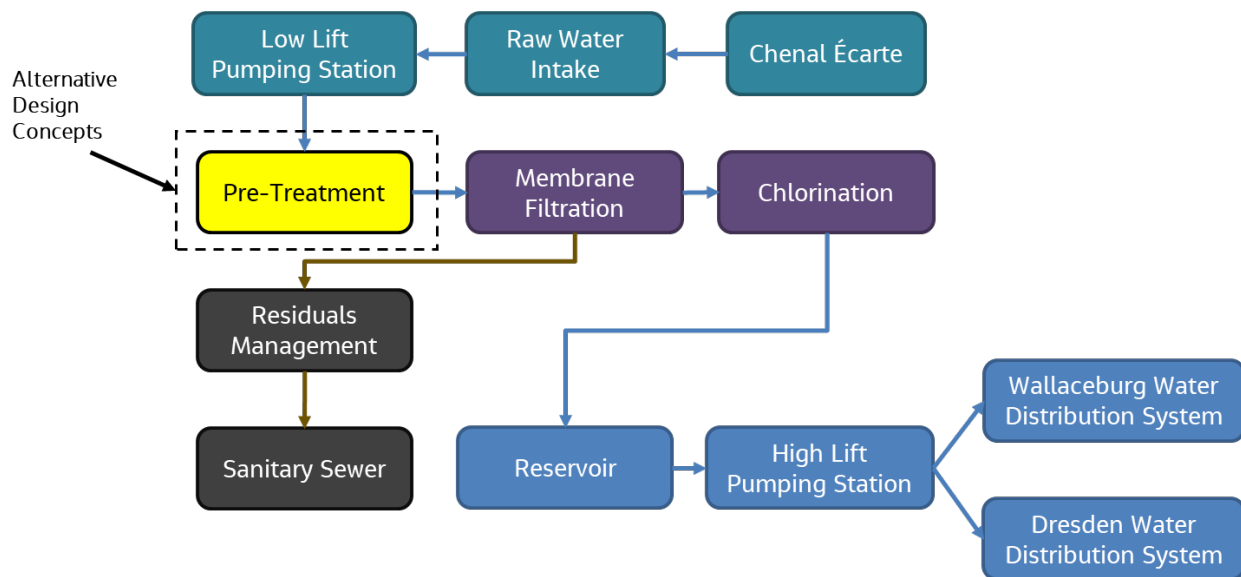 Low Lift
Pumping Station
Raw Water
Intake
Chenal Écarte
Alternative
Design
Concepts
Pre-Treatment
Membrane
Filtration
Chlorination
Residuals
Management
Wallaceburg Water
Distribution System
Sanitary Sewer
Reservoir
High Lift
Pumping Station
Dresden Water
Distribution System